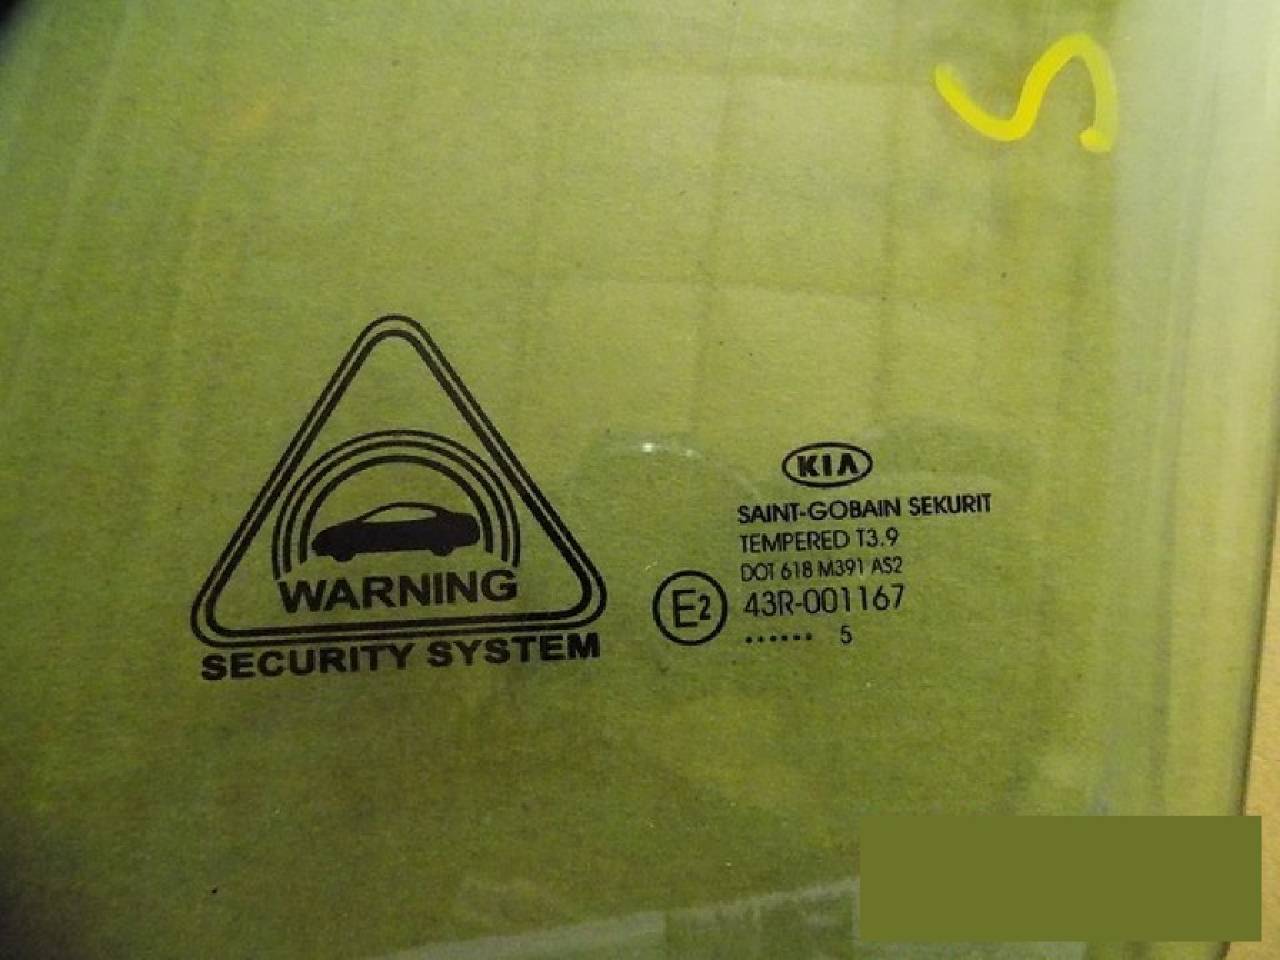 S
WARNING
SECURITY SYSTEM
KIA
SAINT-GOBAIN SEKURIT
TEMPERED T3.9
DOT 618 M391 AS2
E2 43R-001167
...... 5